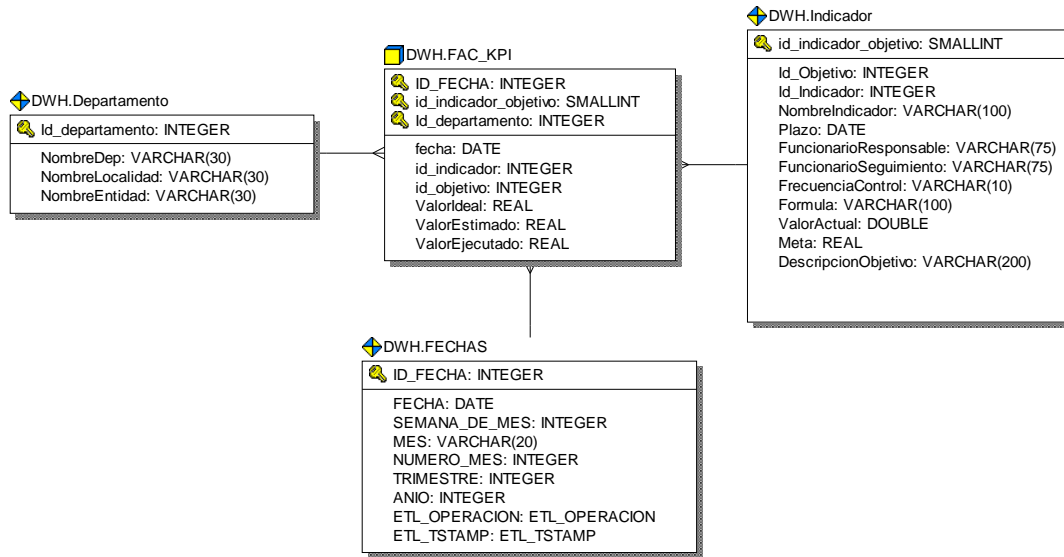 DWH.Departamento
Id_departamento: INTEGER
NombreDep: VARCHAR(30)
NombreLocalidad: VARCHAR(30)
NombreEntidad: VARCHAR(30)
DWH.FAC_KPI
ID_FECHA: INTEGER
id_indicador_objetivo: SMALLINT
Id_departamento: INTEGER
fecha: DATE
id_indicador: INTEGER
id_objetivo: INTEGER
ValorIdeal: REAL
ValorEstimado: REAL
ValorEjecutado: REAL
DWH.Indicador
id_indicador_objetivo: SMALLINT
Id_Objetivo: INTEGER
Id_Indicador: INTEGER
NombreIndicador: VARCHAR(100)
Plazo: DATE
FuncionarioResponsable: VARCHAR(75)
FuncionarioSeguimiento: VARCHAR(75)
FrecuenciaControl: VARCHAR(10)
Formula: VARCHAR(100)
ValorActual: DOUBLE
Meta: REAL
DescripcionObjetivo: VARCHAR(200)
DWH.FECHAS
ID_FECHA: INTEGER
FECHA: DATE
SEMANA_DE_MES: INTEGER
MES: VARCHAR(20)
NUMERO_MES: INTEGER
TRIMESTRE: INTEGER
ANIO: INTEGER
ETL_OPERACION: ETL_OPERACION
ETL_TSTAMP: ETL_TSTAMP